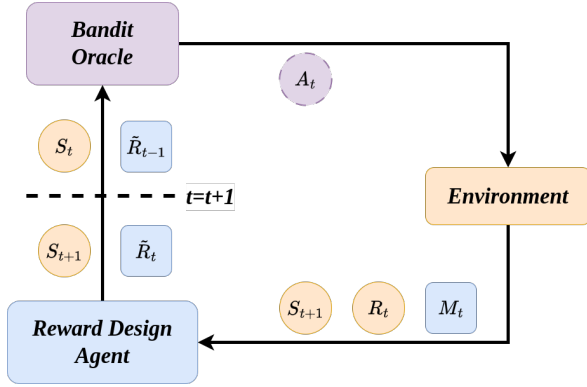 Bandit
Oracle
A_t
S_t
R̃_{t-1}
t=t+1
Environment
S_{t+1}
R̃_t
S_{t+1}
R_t
M_t
Reward Design
Agent